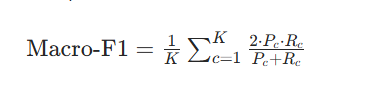 Macro-F1 = 1/K ∑_{c=1}^{K} 2·P_c·R_c/P_c+R_c